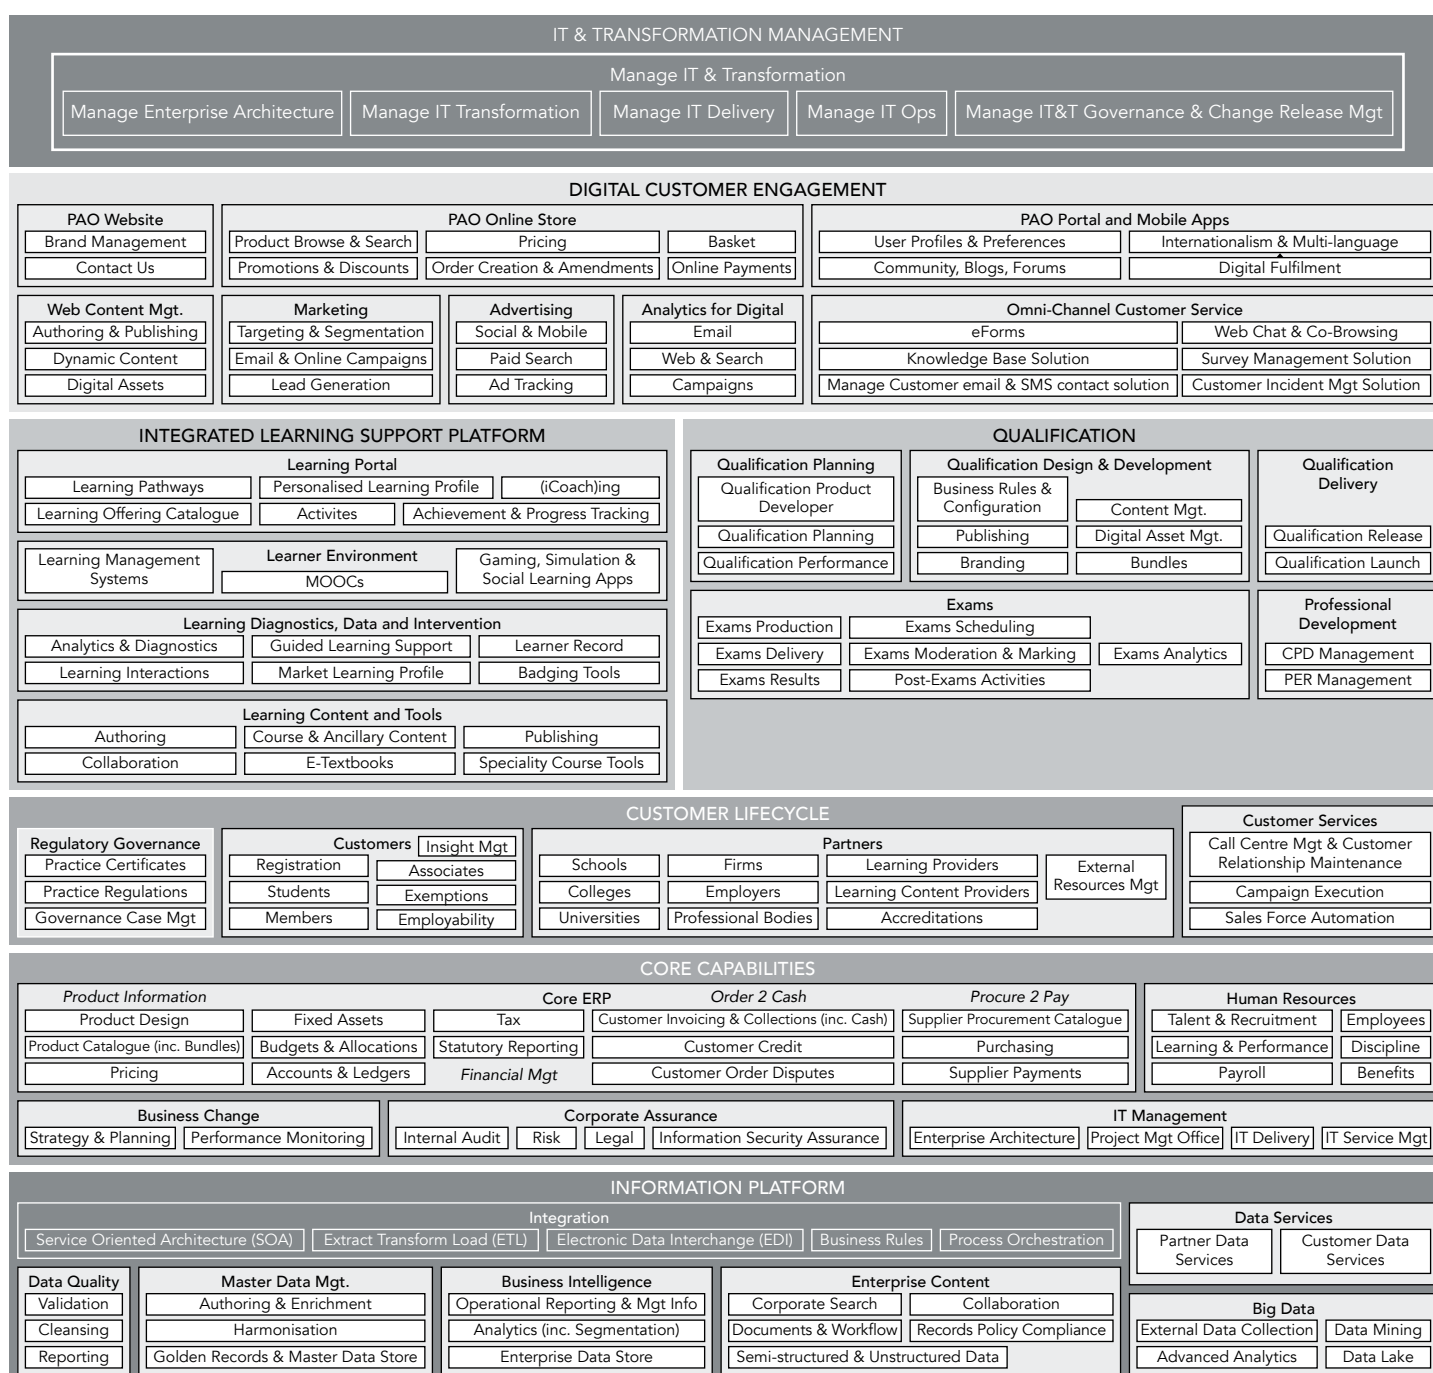 IT & TRANSFORMATION MANAGEMENT
Manage IT & Transformation
Manage Enterprise Architecture
Manage IT Transformation
Manage IT Delivery
Manage IT Ops
Manage IT&T Governance & Change Release Mgt
DIGITAL CUSTOMER ENGAGEMENT
PAO Website
Brand Management
Contact Us
PAO Online Store
Product Browse & Search
Pricing
Basket
Promotions & Discounts
Order Creation & Amendments
Online Payments
PAO Portal and Mobile Apps
User Profiles & Preferences
Internationalism & Multi-language
Community, Blogs, Forums
Digital Fulfilment
Web Content Mgt.
Authoring & Publishing
Dynamic Content
Digital Assets
Marketing
Targeting & Segmentation
Email & Online Campaigns
Lead Generation
Advertising
Social & Mobile
Paid Search
Ad Tracking
Analytics for Digital
Email
Web & Search
Campaigns
Omni-Channel Customer Service
eForms
Web Chat & Co-Browsing
Knowledge Base Solution
Survey Management Solution
Manage Customer email & SMS contact solution
Customer Incident Mgt Solution
INTEGRATED LEARNING SUPPORT PLATFORM
Learning Portal
Learning Pathways
Personalised Learning Profile
(iCoach)ing
Learning Offering Catalogue
Activites
Achievement & Progress Tracking
Learner Environment
Learning Management
Systems
MOOCs
Gaming, Simulation &
Social Learning Apps
Learning Diagnostics, Data and Intervention
Analytics & Diagnostics
Guided Learning Support
Learner Record
Learning Interactions
Market Learning Profile
Badging Tools
Learning Content and Tools
Authoring
Course & Ancillary Content
Publishing
Collaboration
E-Textbooks
Speciality Course Tools
QUALIFICATION
Qualification Planning
Qualification Product
Developer
Qualification Planning
Qualification Performance
Qualification Design & Development
Business Rules &
Configuration
Content Mgt.
Publishing
Digital Asset Mgt.
Branding
Bundles
Qualification
Delivery
Qualification Release
Qualification Launch
Exams
Exams Production
Exams Scheduling
Exams Delivery
Exams Moderation & Marking
Exams Analytics
Exams Results
Post-Exams Activities
Professional
Development
CPD Management
PER Management
CUSTOMER LIFECYCLE
Regulatory Governance
Practice Certificates
Practice Regulations
Governance Case Mgt
Customers
Insight Mgt
Registration
Associates
Students
Exemptions
Members
Employability
Partners
Schools
Firms
Learning Providers
External
Resources Mgt
Colleges
Employers
Learning Content Providers
Universities
Professional Bodies
Accreditations
Customer Services
Call Centre Mgt & Customer
Relationship Maintenance
Campaign Execution
Sales Force Automation
CORE CAPABILITIES
Product Information
Core ERP
Order 2 Cash
Procure 2 Pay
Product Design
Fixed Assets
Tax
Customer Invoicing & Collections (inc. Cash)
Supplier Procurement Catalogue
Product Catalogue (inc. Bundles)
Budgets & Allocations
Statutory Reporting
Customer Credit
Purchasing
Pricing
Accounts & Ledgers
Financial Mgt
Customer Order Disputes
Supplier Payments
Human Resources
Talent & Recruitment
Employees
Learning & Performance
Discipline
Payroll
Benefits
Business Change
Strategy & Planning
Performance Monitoring
Corporate Assurance
Internal Audit
Risk
Legal
Information Security Assurance
IT Management
Enterprise Architecture
Project Mgt Office
IT Delivery
IT Service Mgt
INFORMATION PLATFORM
Integration
Service Oriented Architecture (SOA)
Extract Transform Load (ETL)
Electronic Data Interchange (EDI)
Business Rules
Process Orchestration
Data Services
Partner Data
Services
Customer Data
Services
Data Quality
Validation
Cleansing
Reporting
Master Data Mgt.
Authoring & Enrichment
Harmonisation
Golden Records & Master Data Store
Business Intelligence
Operational Reporting & Mgt Info
Analytics (inc. Segmentation)
Enterprise Data Store
Enterprise Content
Corporate Search
Collaboration
Documents & Workflow
Records Policy Compliance
Semi-structured & Unstructured Data
Big Data
External Data Collection
Data Mining
Advanced Analytics
Data Lake